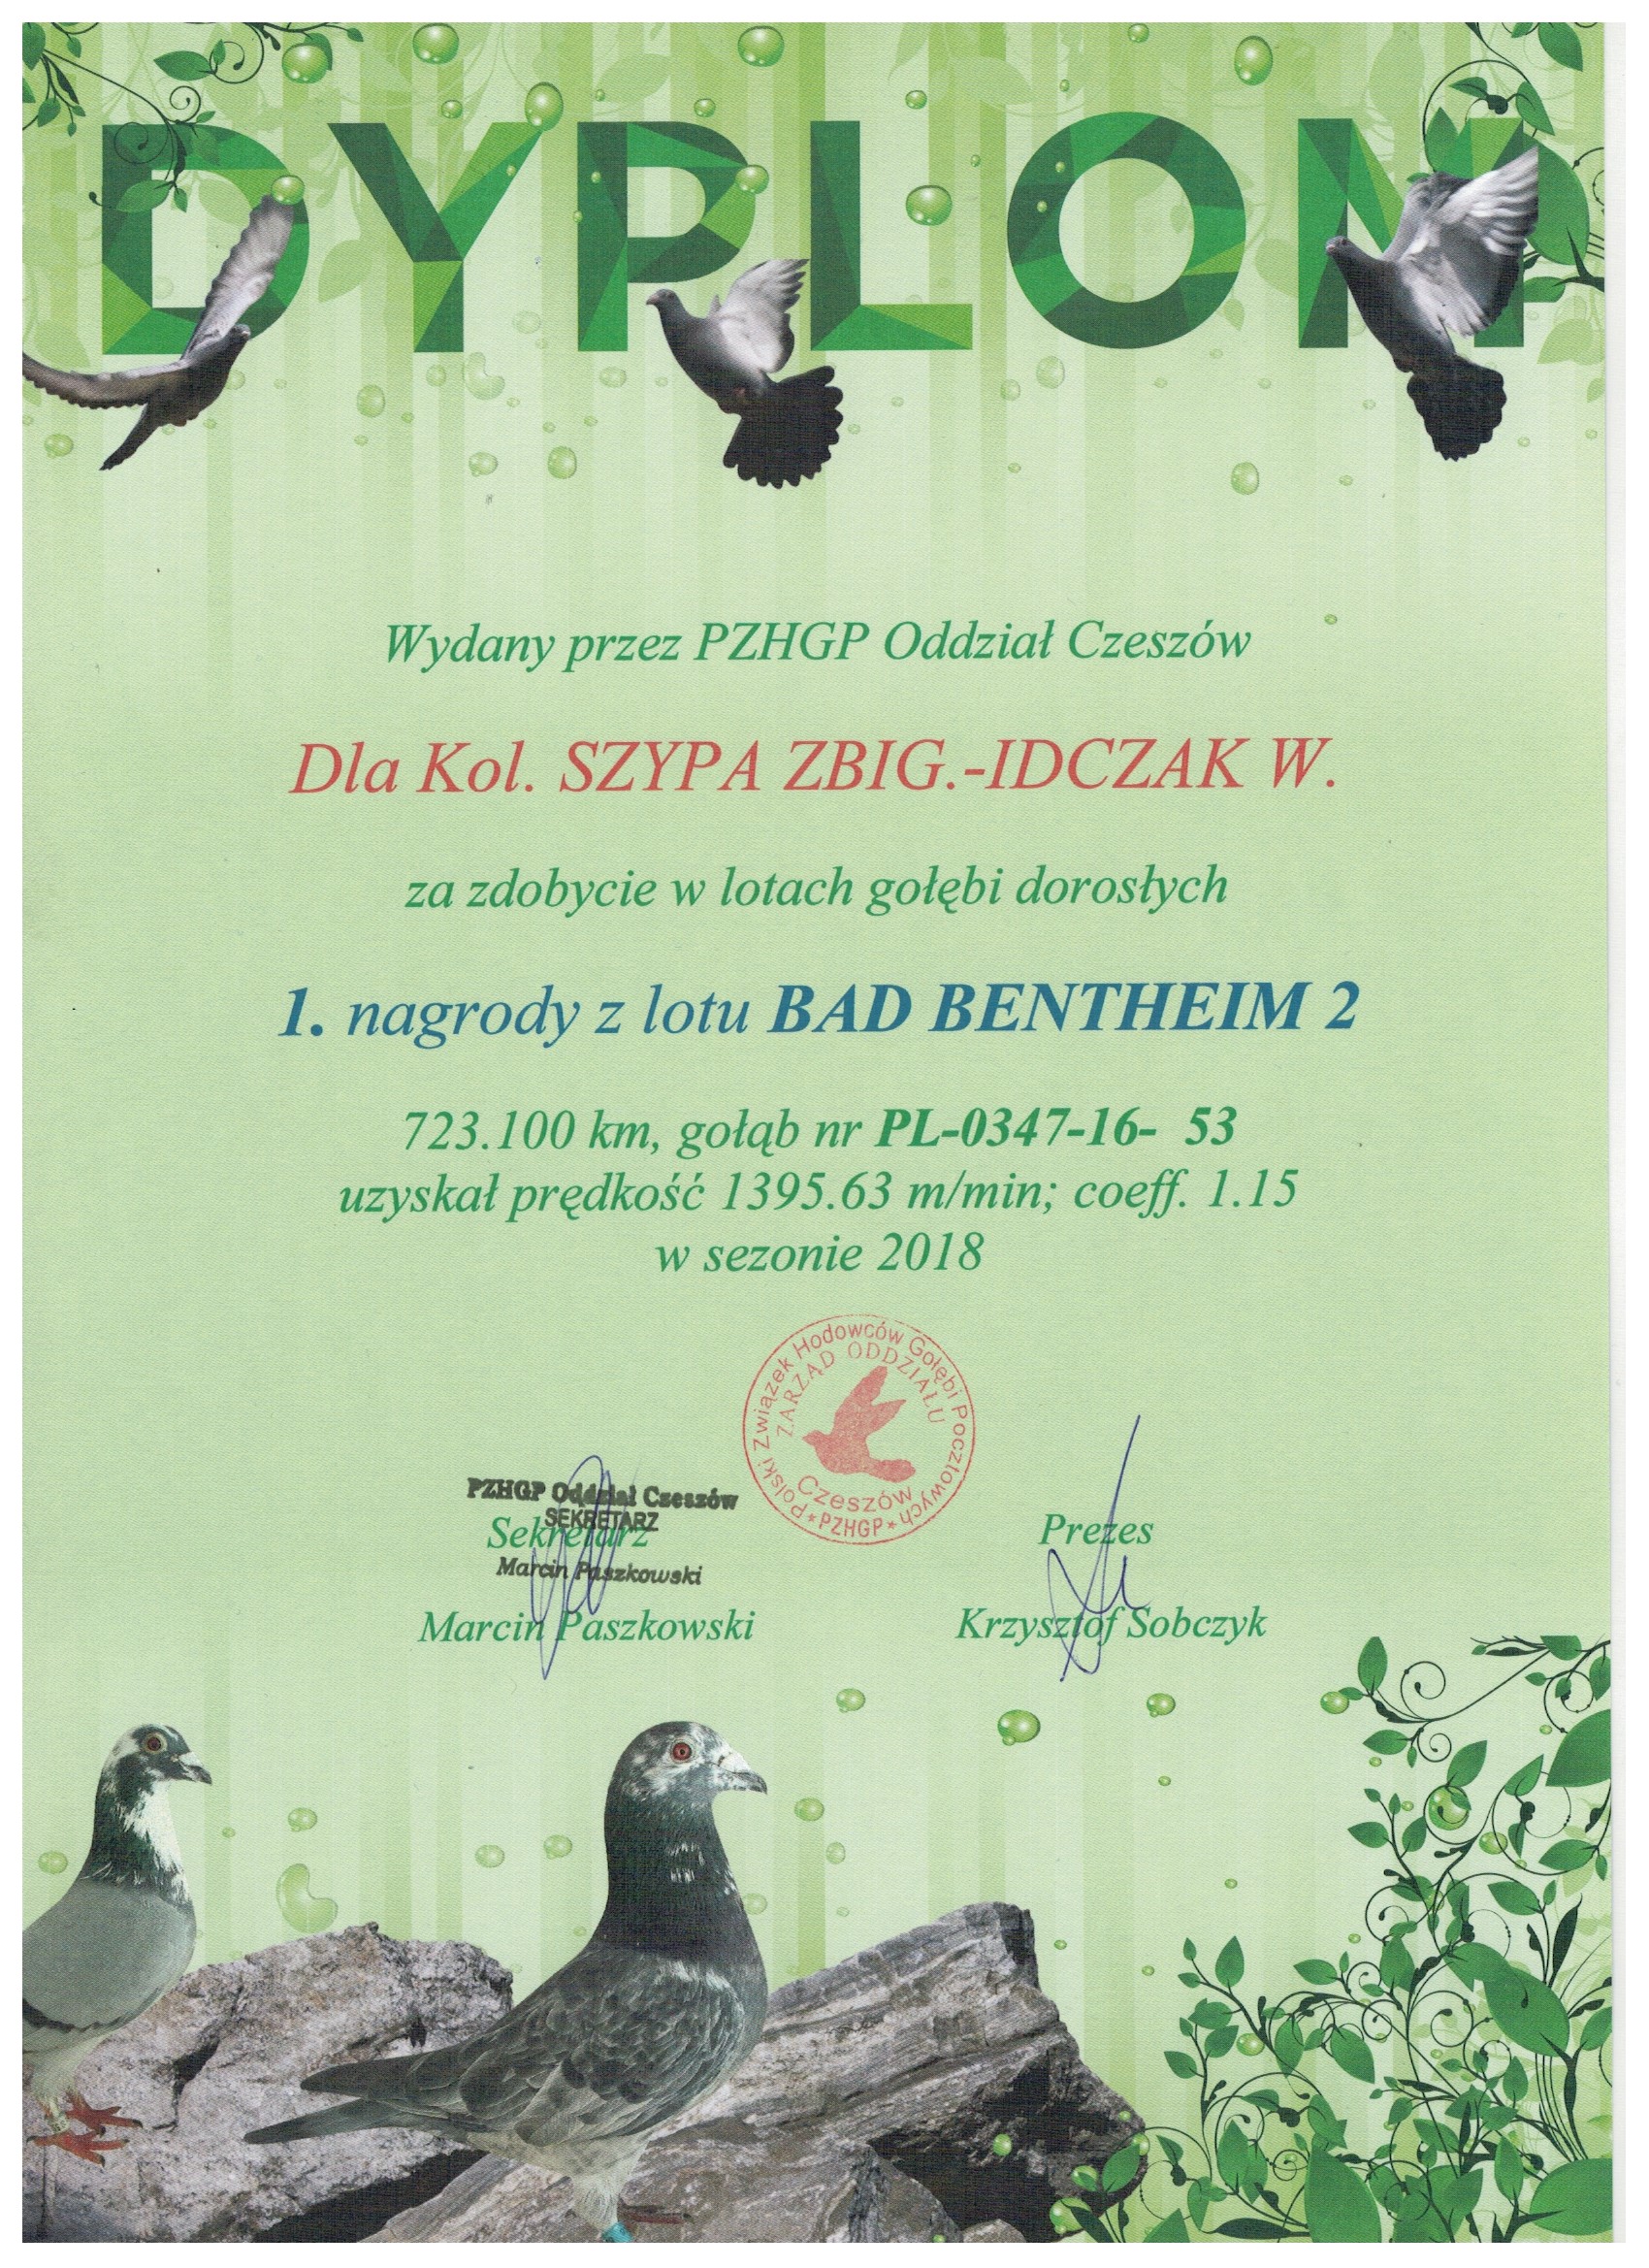 DYPLOM
Wydany przez PZHGP Oddział Czeszów
Dla Kol. SZYPA ZBIG.-IDCZAK W.
za zdobycie w lotach gołębi dorosłych
1. nagrody z lotu BAD BENTHEIM 2
723.100 km, gołąb nr PL-0347-16- 53
uzyskał prędkość 1395.63 m/min; coeff. 1.15
w sezonie 2018
Polski Związek Hodowców Gołębi Pocztowych
ZARZĄD ODDZIAŁU
Czeszów
*PZHGP*
PZHGP Oddział Czeszów
SEKRETARZ
Marcin Paszkowski
Sekretarz
Prezes
Marcin Paszkowski
Krzysztof Sobczyk